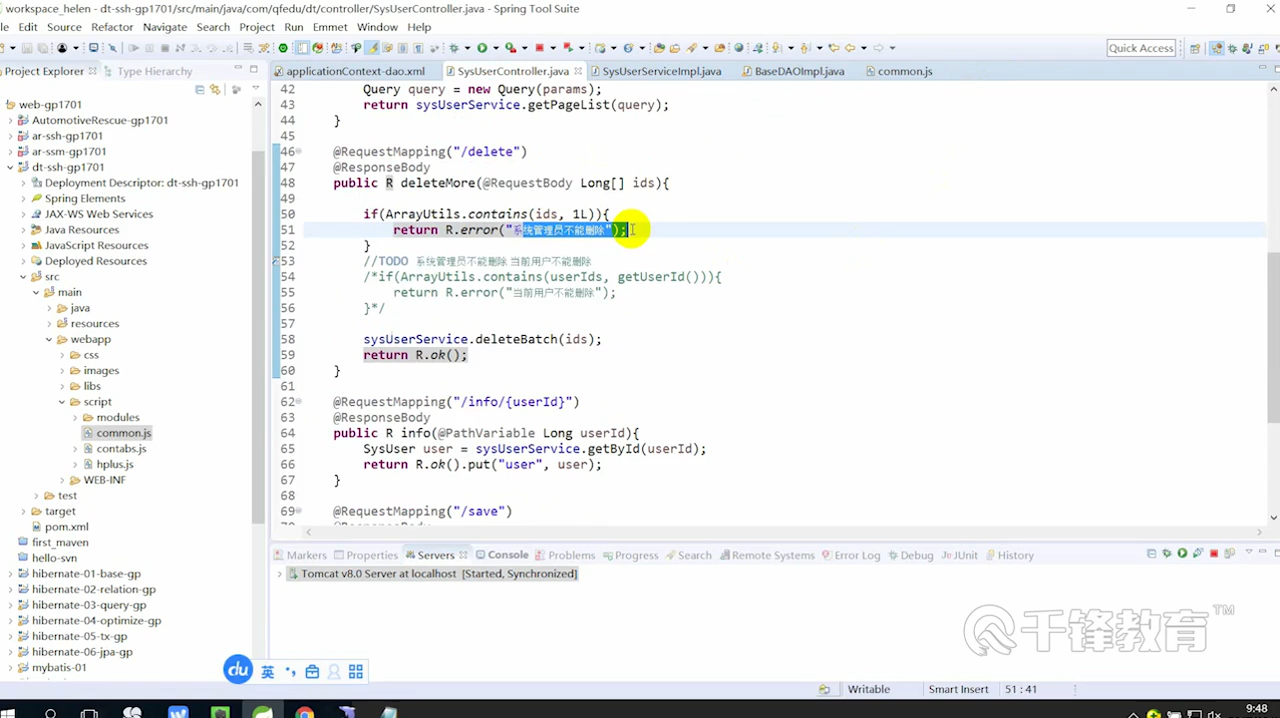 workspace_helen - dt-ssh-gp1701/src/main/java/com/qfedu/dt/controller/SysUserController.java - Spring Tool Suite
File Edit Source Refactor Navigate Search Project Run Emmet Window Help
Quick Access
Project Explorer Type Hierarchy
applicationContext-dao.xml SysUserController.java SysUserServiceImpl.java BaseDAOImpl.java common.js
web-gp1701
AutomotiveRescue-gp1701
ar-ssh-gp1701
ar-ssm-gp1701
dt-ssh-gp1701
Deployment Descriptor: dt-ssh-gp1701
Spring Elements
JAX-WS Web Services
Java Resources
JavaScript Resources
Deployed Resources
src
main
java
resources
webapp
css
images
libs
script
modules
common.js
contabs.js
hplus.js
WEB-INF
test
target
pom.xml
first_maven
hello-svn
hibernate-01-base-gp
hibernate-02-relation-gp
hibernate-03-query-gp
hibernate-04-optimize-gp
hibernate-05-tx-gp
hibernate-06-jpa-gp
mybatis-01
42 Query query = new Query(params);
43 return sysUserService.getPageList(query);
44 }
45
46 @RequestMapping("/delete")
47 @ResponseBody
48 public R deleteMore(@RequestBody Long[] ids){
49
50 if(ArrayUtils.contains(ids, 1L)){
51 return R.error("系统管理员不能删除");
52 }
53 //TODO 系统管理员不能删除 当前用户不能删除
54 /*if(ArrayUtils.contains(userIds, getUserId())){
55 return R.error("当前用户不能删除");
56 }*/
57
58 sysUserService.deleteBatch(ids);
59 return R.ok();
60 }
61
62 @RequestMapping("/info/{userId}")
63 @ResponseBody
64 public R info(@PathVariable Long userId){
65 SysUser user = sysUserService.getById(userId);
66 return R.ok().put("user", user);
67 }
68
69 @RequestMapping("/save")
70 @ResponseBody
Markers Properties Servers Console Problems Progress Search Remote Systems Error Log Debug JUnit History
Tomcat v8.0 Server at localhost [Started, Synchronized]
千锋教育 TM
du 英
Writable Smart Insert 51 : 41
9:48